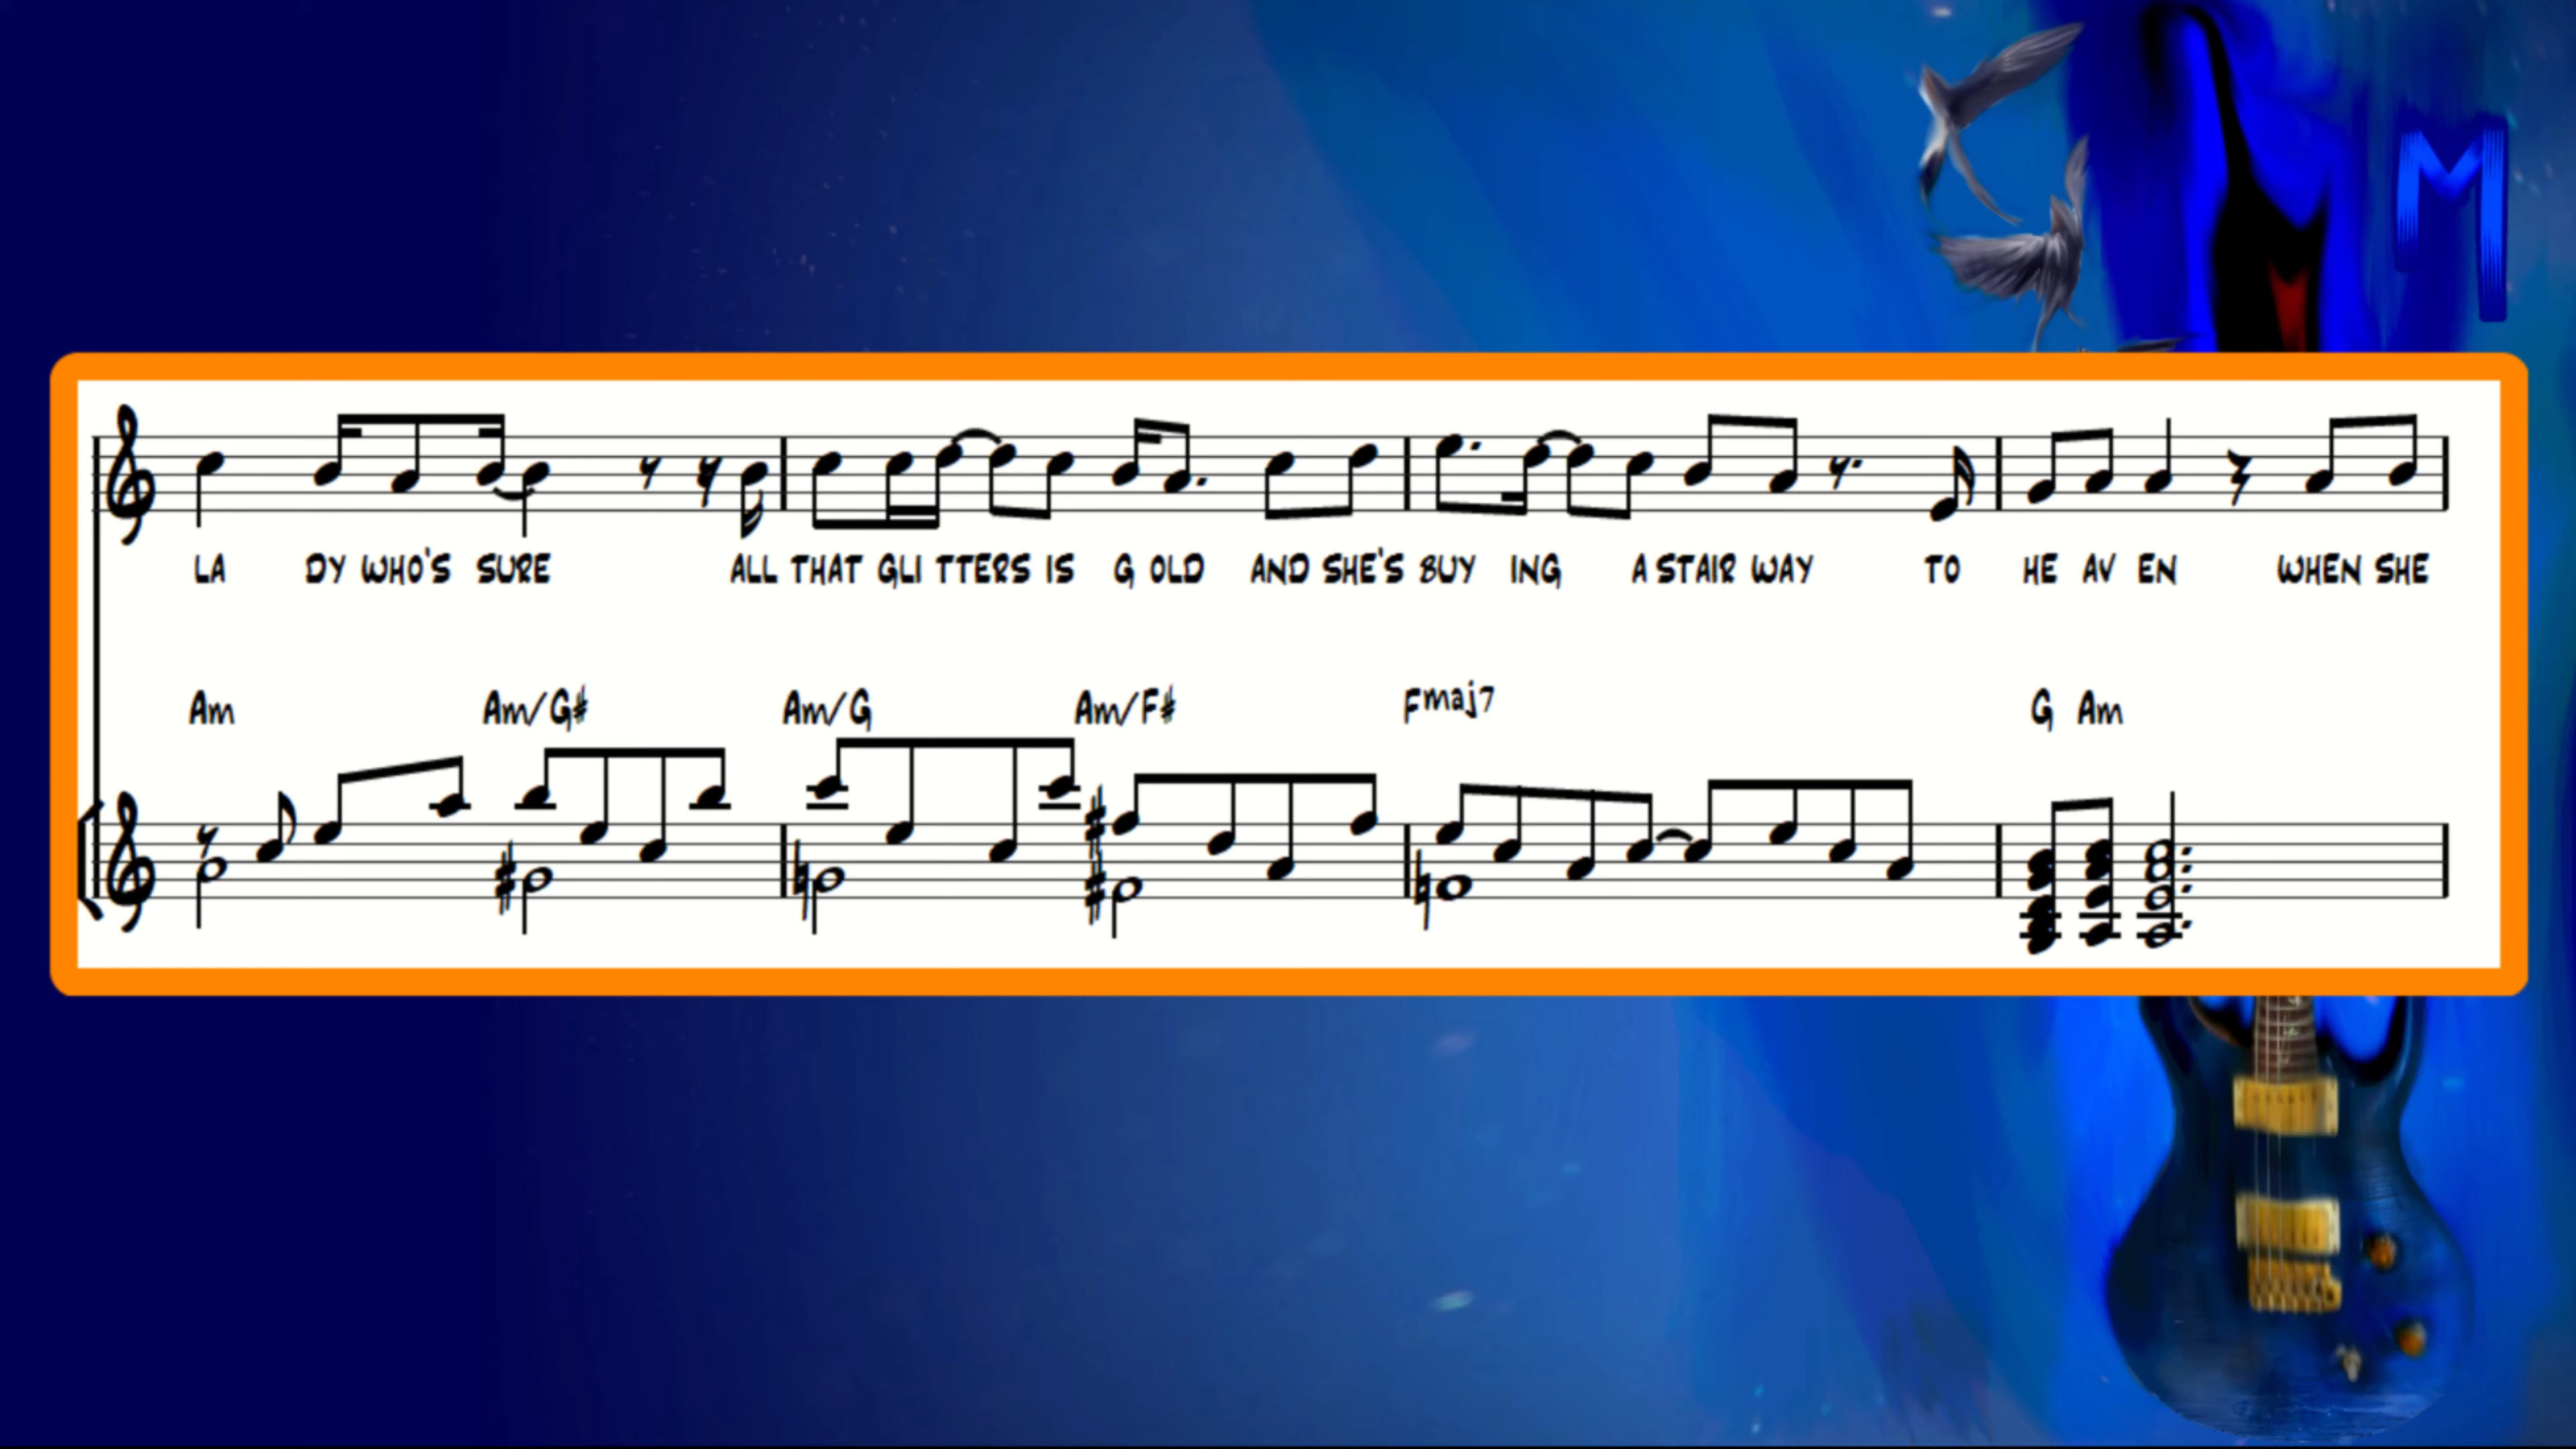 M
LA DY WHO'S SURE ALL THAT GLI TTERS IS G OLD AND SHE'S BUY ING A STAIR WAY TO HE AV EN WHEN SHE
Am Am/G# Am/G Am/F# Fmaj7 G Am